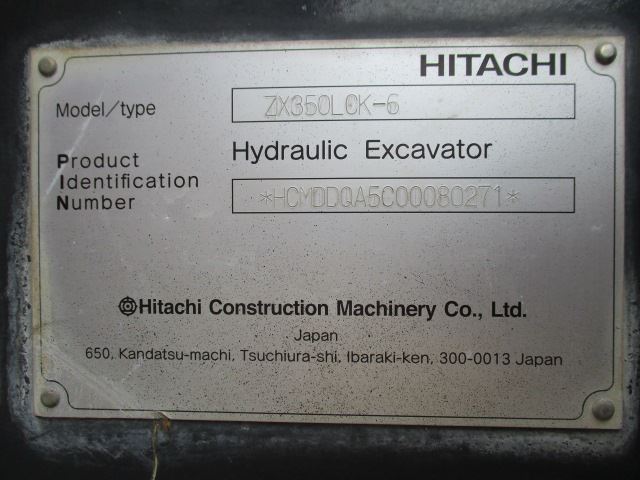 HITACHI
Model/type ZX350LCK-6
Hydraulic Excavator
Product
Identification
Number *HCMDDQA5C00080271*
Hitachi Construction Machinery Co., Ltd.
Japan
650, Kandatsu-machi, Tsuchiura-shi, Ibaraki-ken, 300-0013 Japan